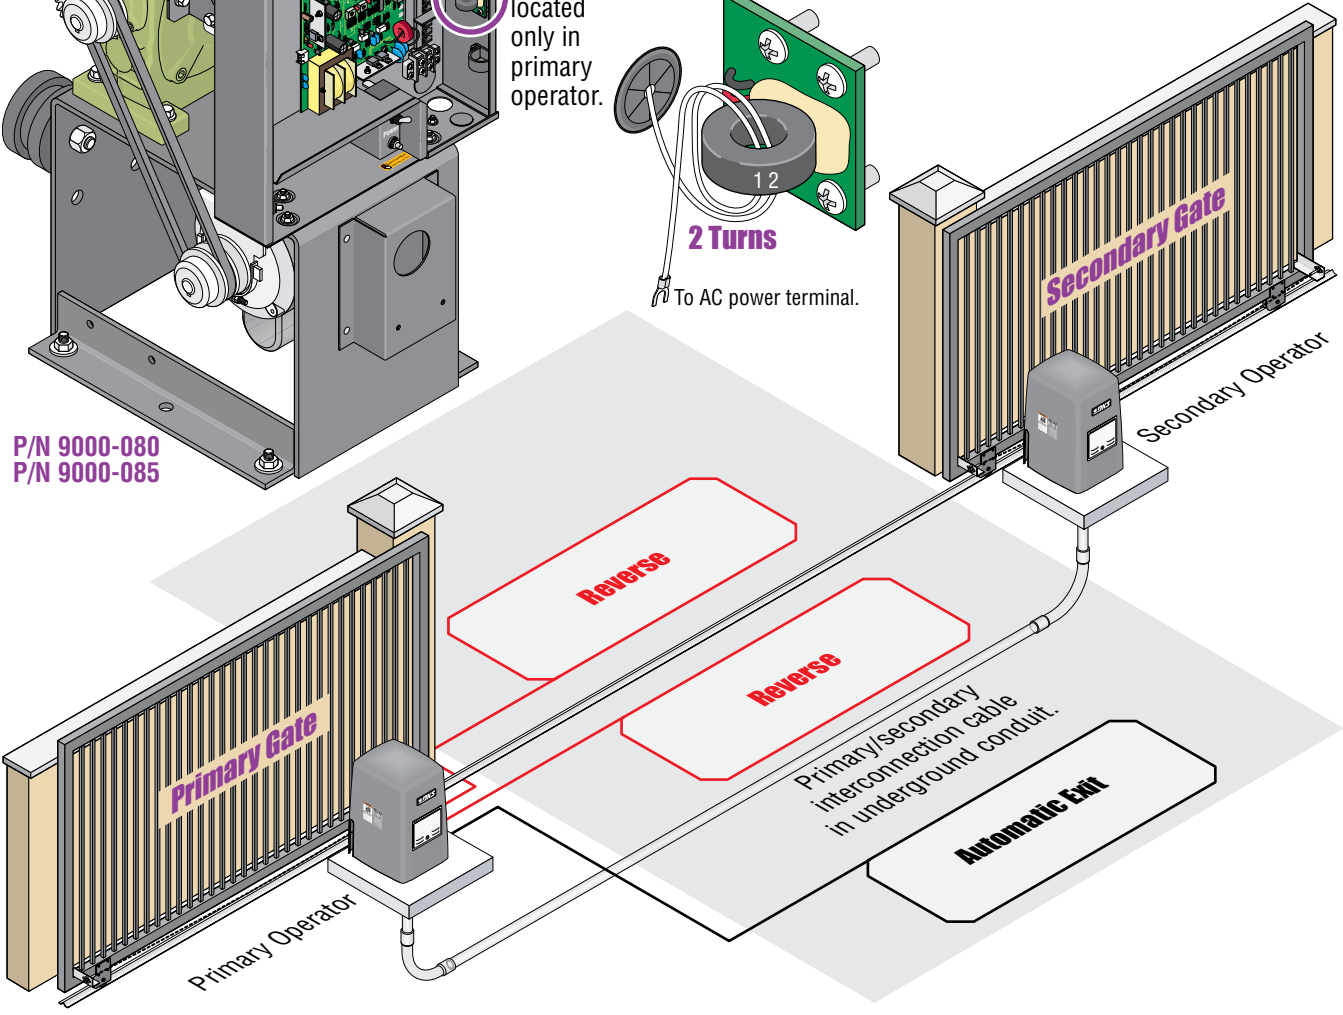 located
only in
primary
operator.
1 2
2 Turns
To AC power terminal.
Secondary Gate
Secondary Operator
P/N 9000-080
P/N 9000-085
Reverse
Reverse
Primary Gate
Primary/secondary
interconnection cable
in underground conduit.
Automatic Exit
Primary Operator
Power